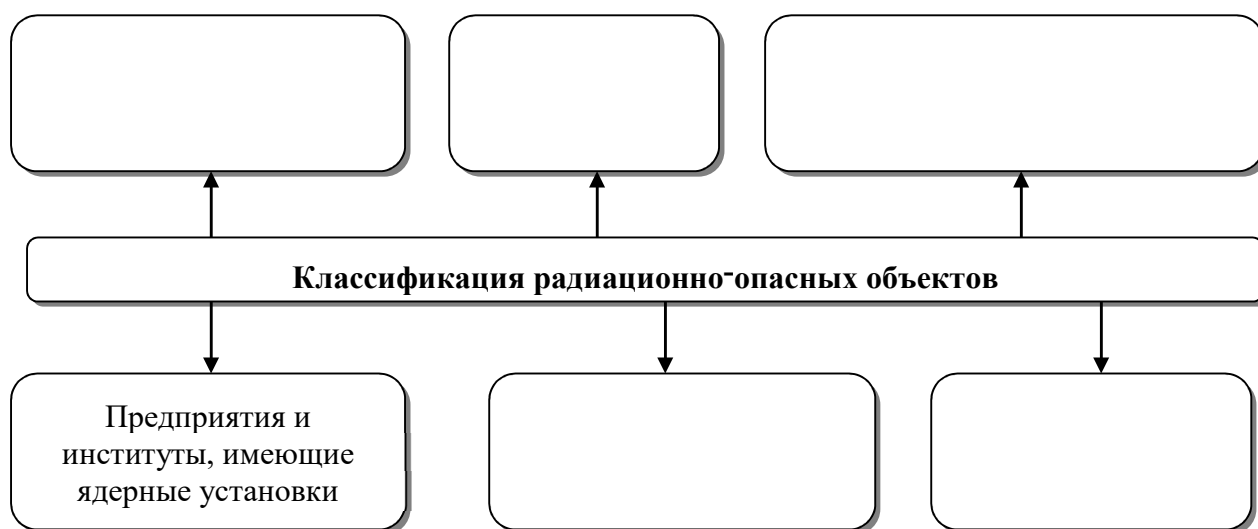 Классификация радиационно-опасных объектов
Предприятия и
институты, имеющие
ядерные установки